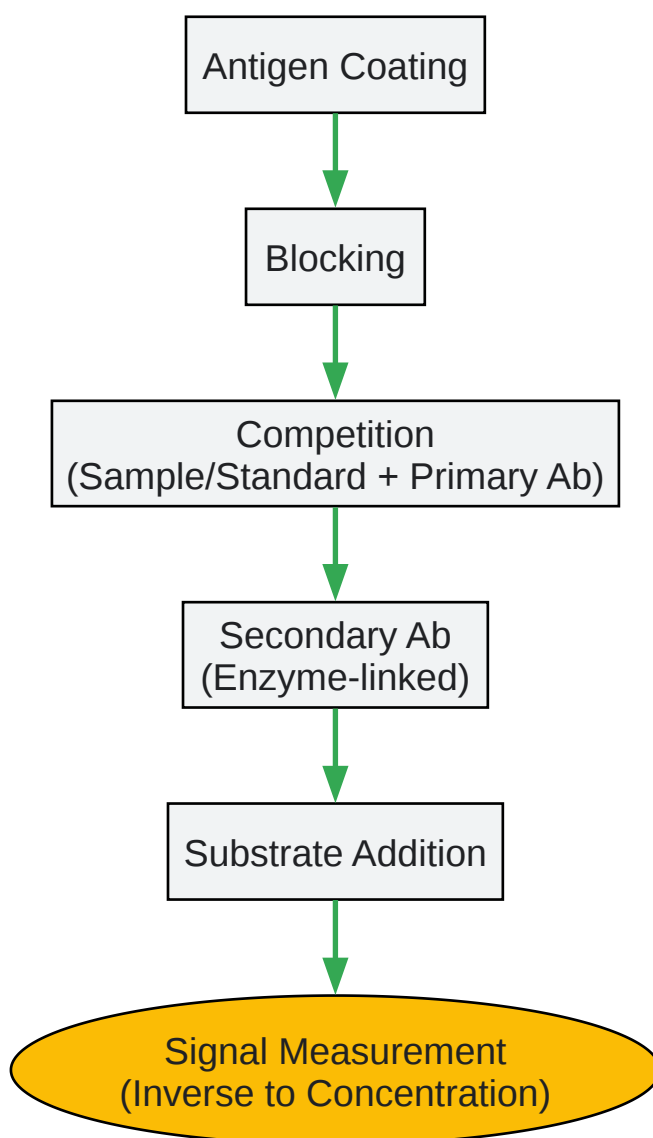 Antigen Coating
Blocking
Competition
(Sample/Standard + Primary Ab)
Secondary Ab
(Enzyme-linked)
Substrate Addition
Signal Measurement
(Inverse to Concentration)